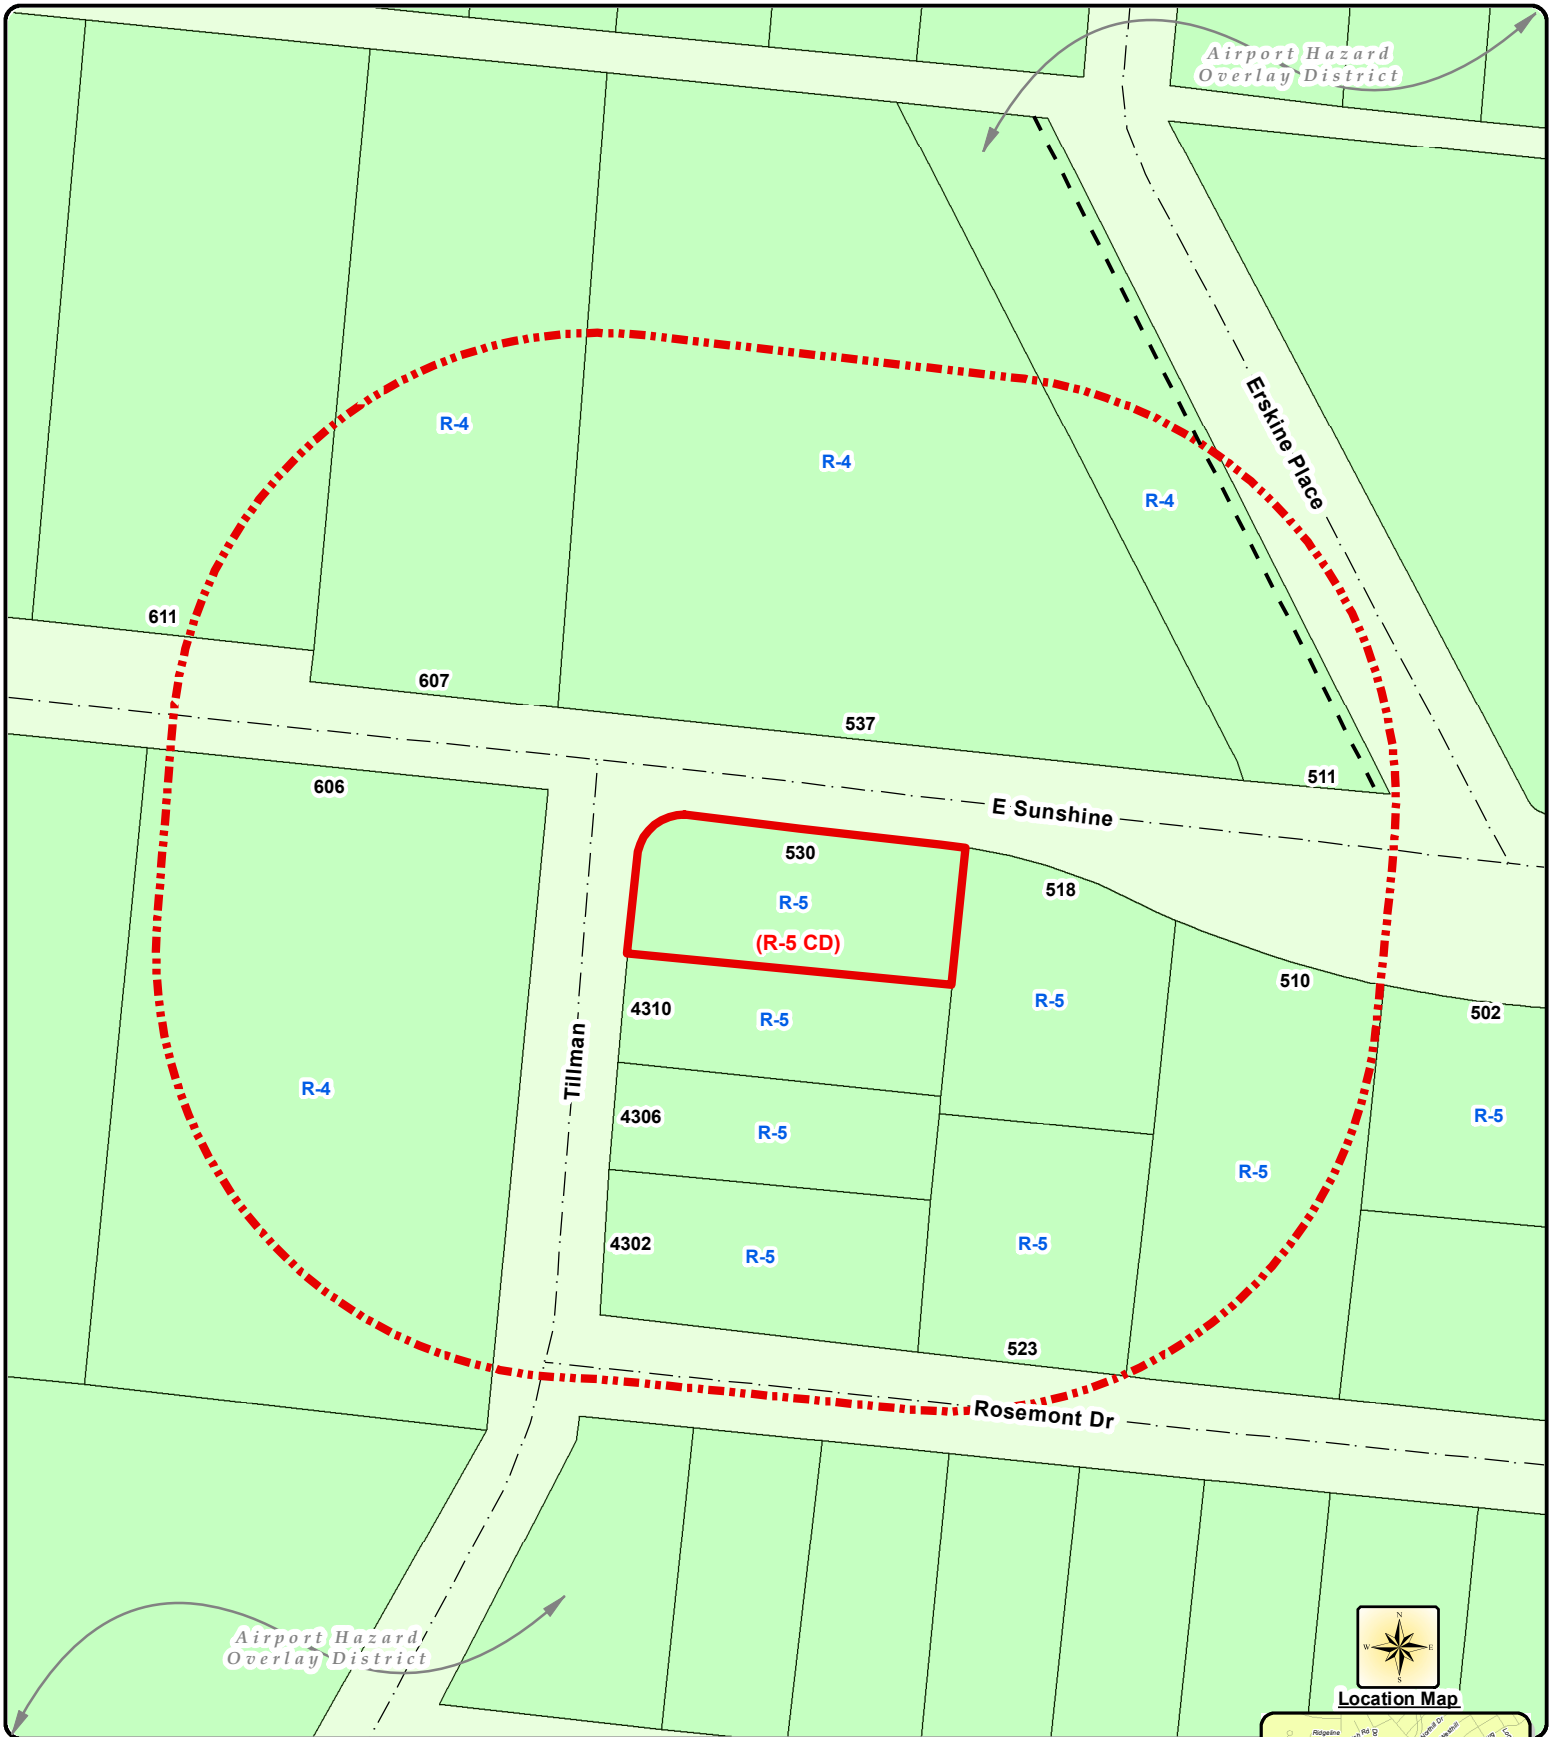 Airport Hazard
Overlay District
Erskine Place
R-4
R-4
R-4
611
607
537
511
606
E Sunshine
530
518
R-5
(R-5 CD)
510
R-5
4310
R-5
502
Tillman
R-4
4306
R-5
R-5
R-5
4302
R-5
R-5
523
Rosemont Dr
Airport Hazard
Overlay District
N
W
E
S
Location Map
Ridgeline